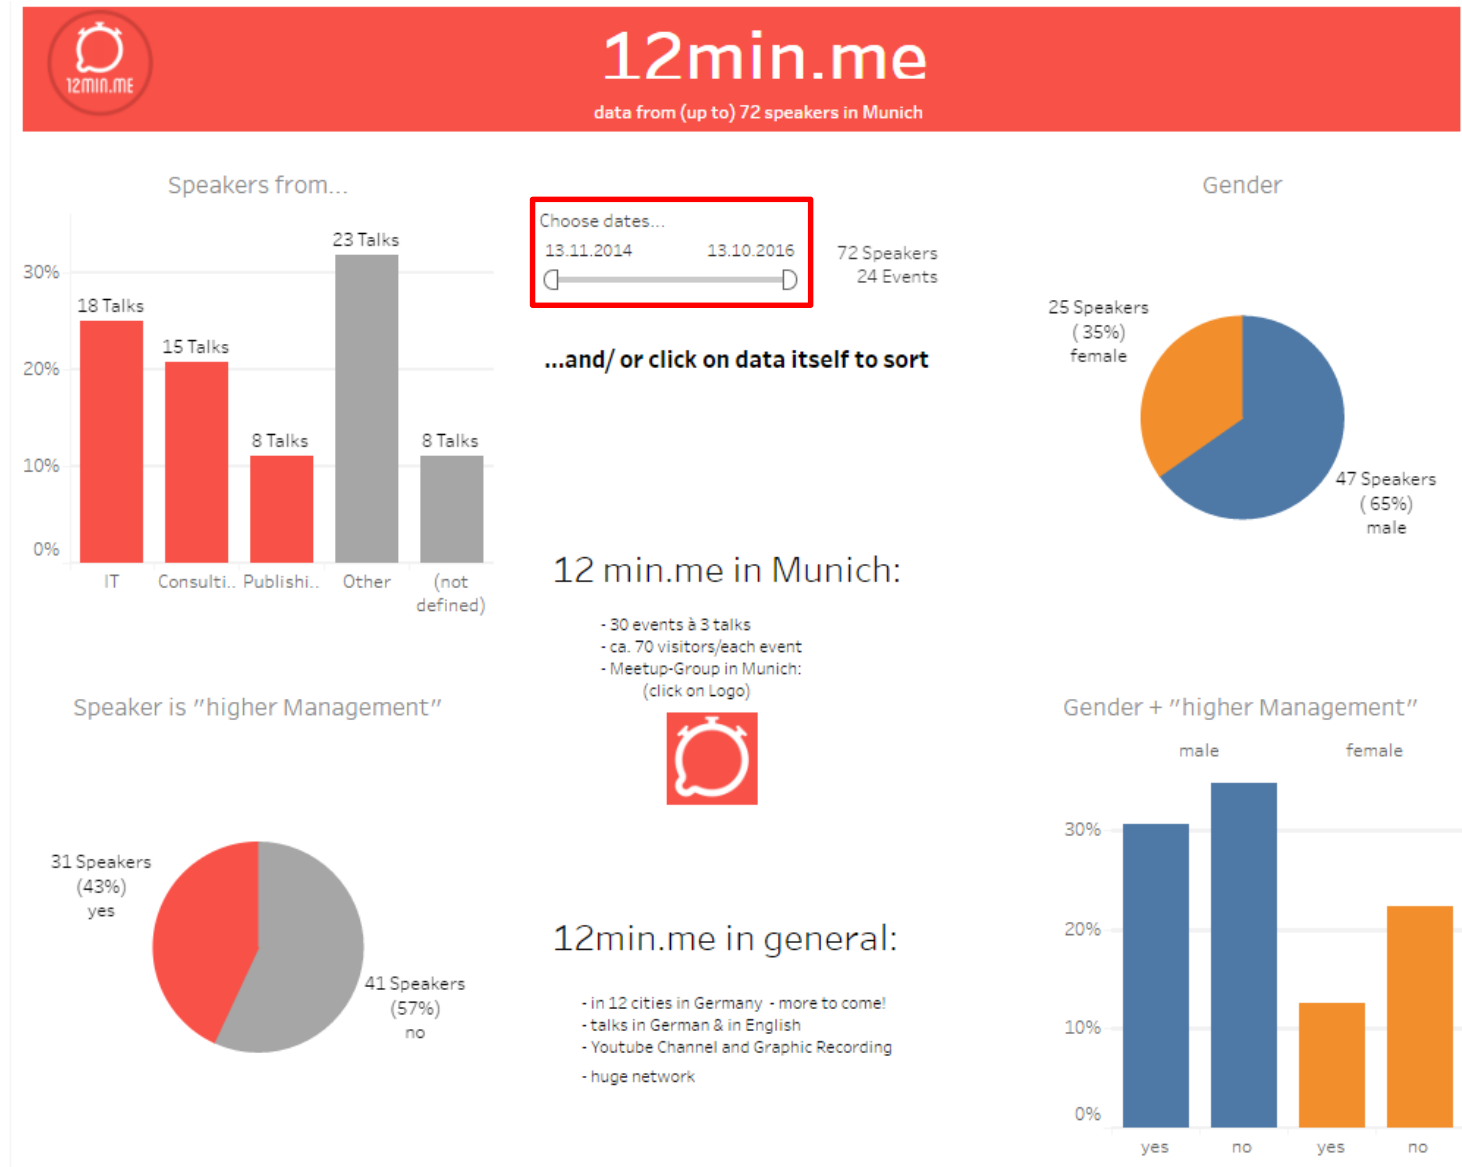 12MIN.ME
12min.me
data from (up to) 72 speakers in Munich
Speakers from...
30%
20%
10%
0%
18 Talks
15 Talks
8 Talks
23 Talks
8 Talks
IT
Consulti..
Publishi..
Other
(not
defined)
Choose dates...
13.11.2014
13.10.2016
72 Speakers
24 Events
...and/ or click on data itself to sort
Gender
25 Speakers
( 35%)
female
47 Speakers
( 65%)
male
12 min.me in Munich:
- 30 events à 3 talks
- ca. 70 visitors/each event
- Meetup-Group in Munich:
(click on Logo)
Speaker is "higher Management"
31 Speakers
(43%)
yes
41 Speakers
(57%)
no
12min.me in general:
- in 12 cities in Germany - more to come!
- talks in German & in English
- Youtube Channel and Graphic Recording
- huge network
Gender + "higher Management"
male
female
30%
20%
10%
0%
yes
no
yes
no